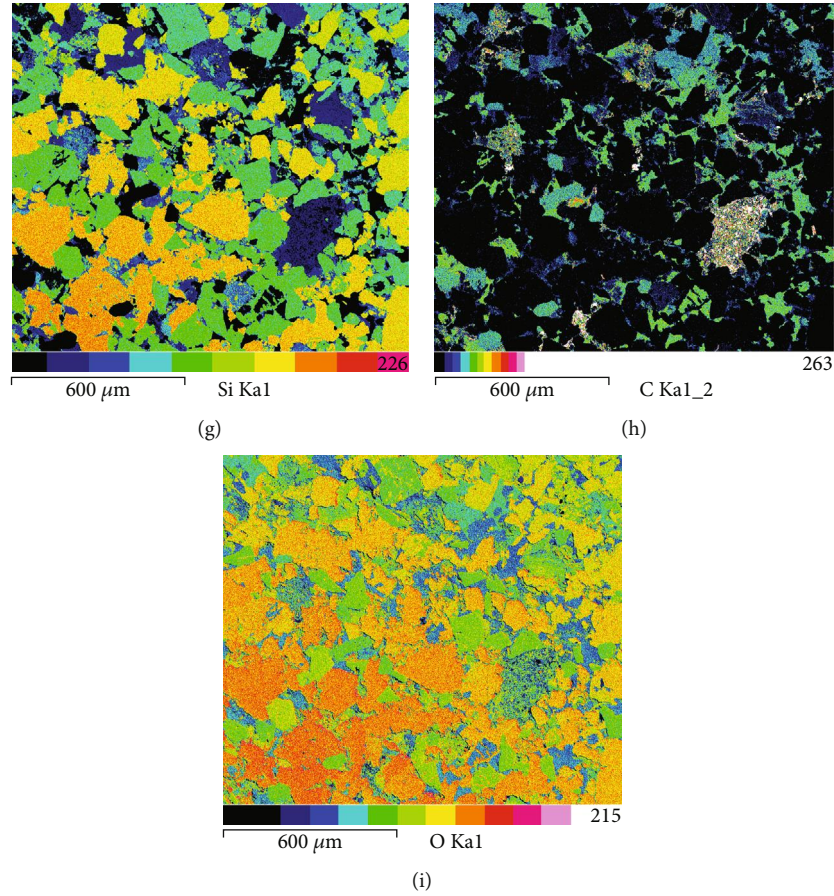 226
600 µm Si Ka1
(g)
263
600 µm C Ka1_2
(h)
215
600 µm O Ka1
(i)